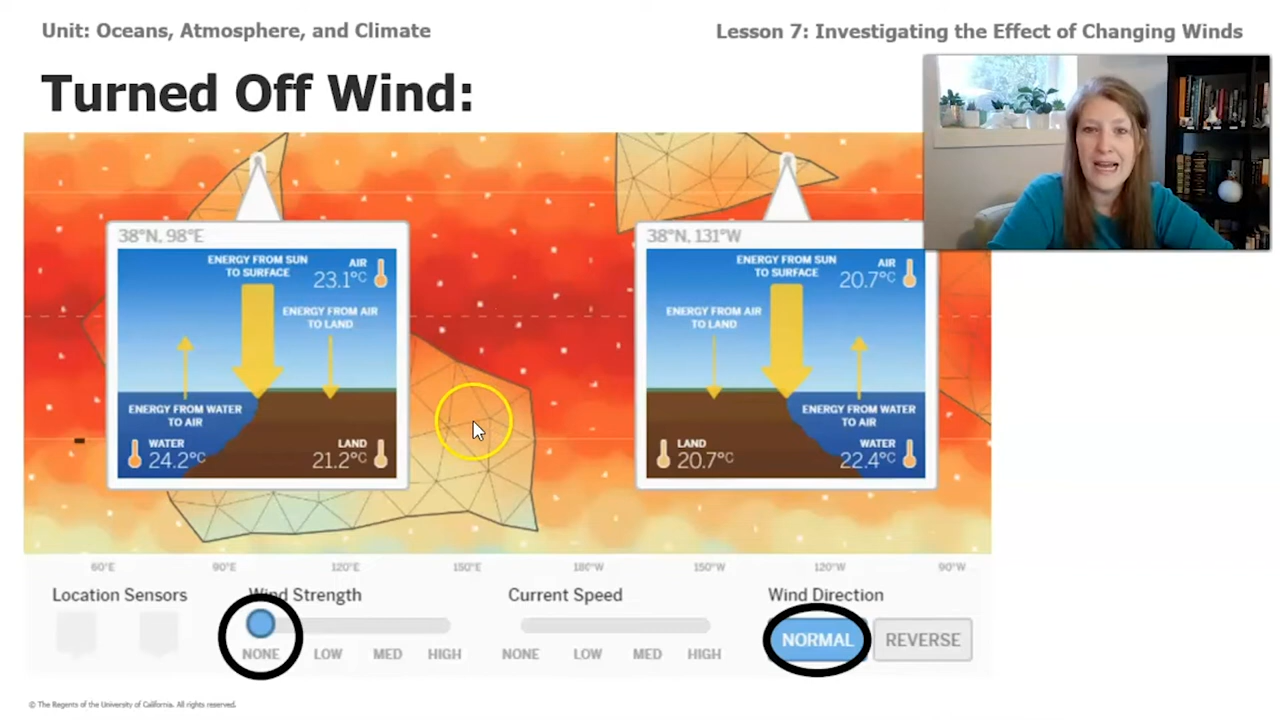 Unit: Oceans, Atmosphere, and Climate
Lesson 7: Investigating the Effect of Changing Winds
Turned Off Wind:
38°N, 98°E
ENERGY FROM SUN
TO SURFACE
AIR
23.1°C
ENERGY FROM AIR
TO LAND
ENERGY FROM WATER
TO AIR
WATER
24.2°C
LAND
21.2°C
38°N, 131°W
ENERGY FROM SUN
TO SURFACE
AIR
20.7°C
ENERGY FROM AIR
TO LAND
ENERGY FROM WATER
TO AIR
LAND
20.7°C
WATER
22.4°C
60°E 90°E 120°E 150°E 180°W 150°W 120°W 90°W
Location Sensors
Wind Strength
NONE LOW MED HIGH
Current Speed
NONE LOW MED HIGH
Wind Direction
NORMAL REVERSE
© The Regents of the University of California. All rights reserved.